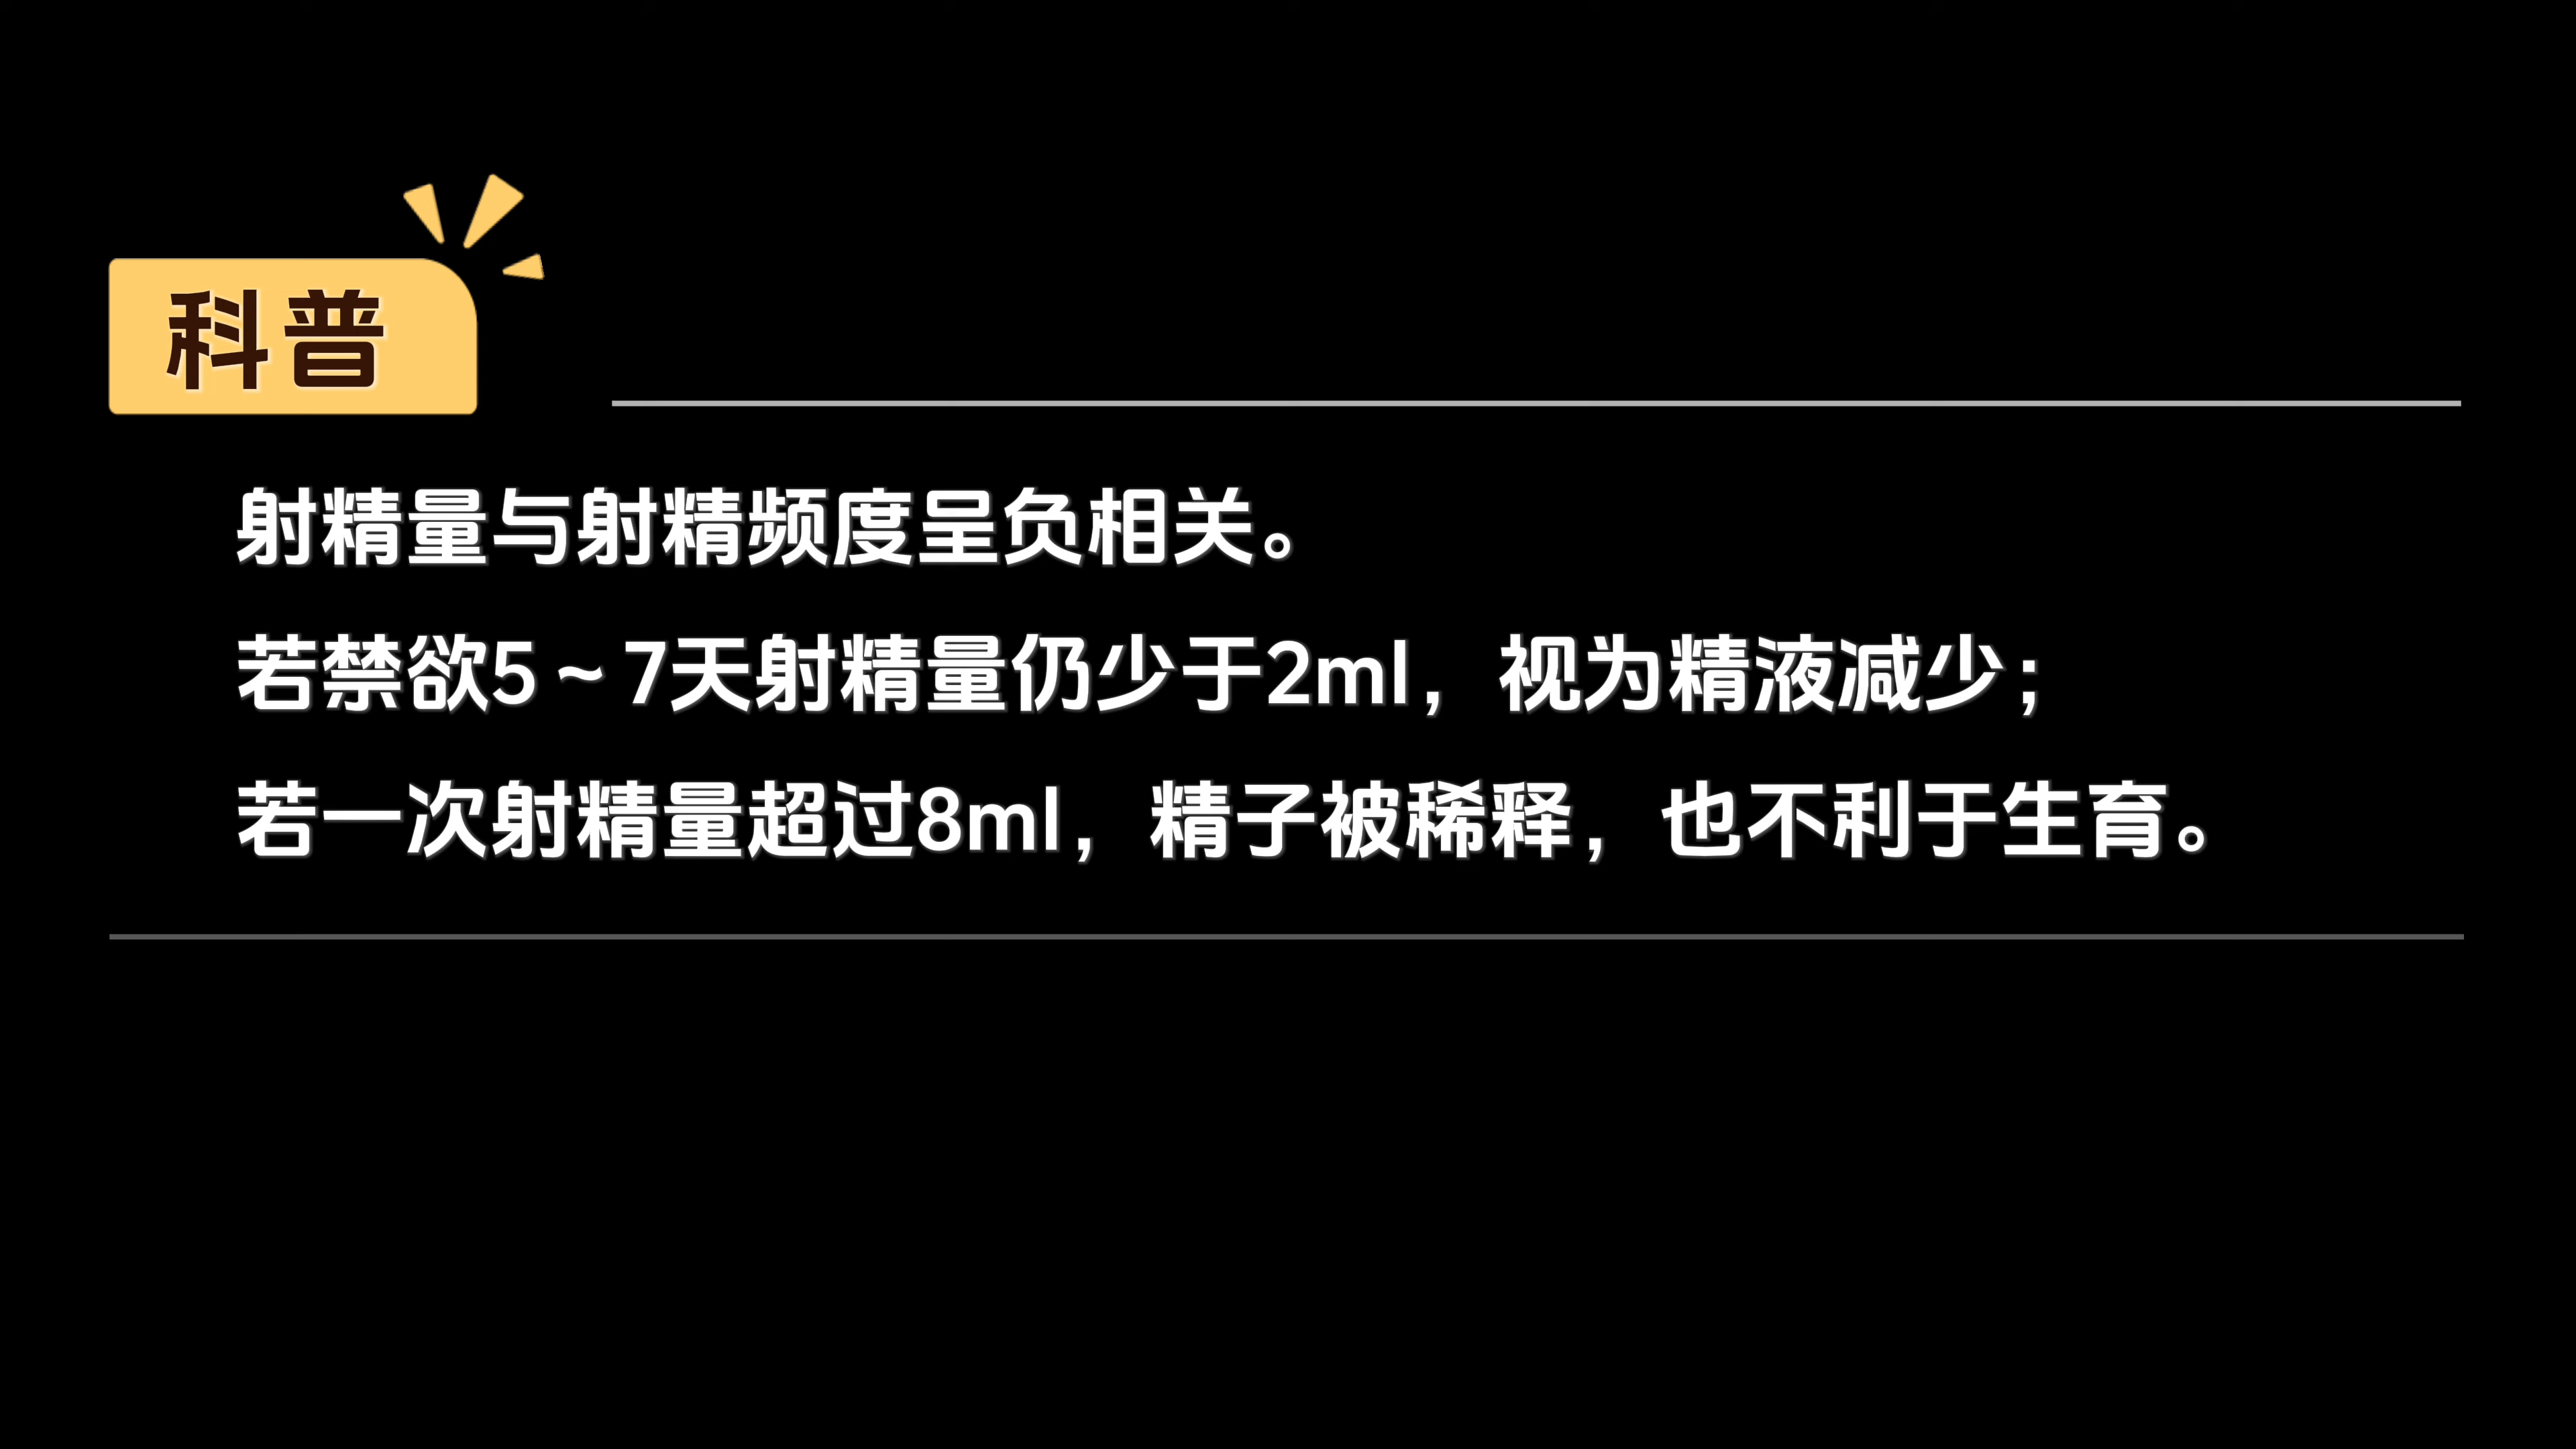 科普
射精量与射精频度呈负相关。
若禁欲5~7天射精量仍少于2ml，视为精液减少；
若一次射精量超过8ml，精子被稀释，也不利于生育。